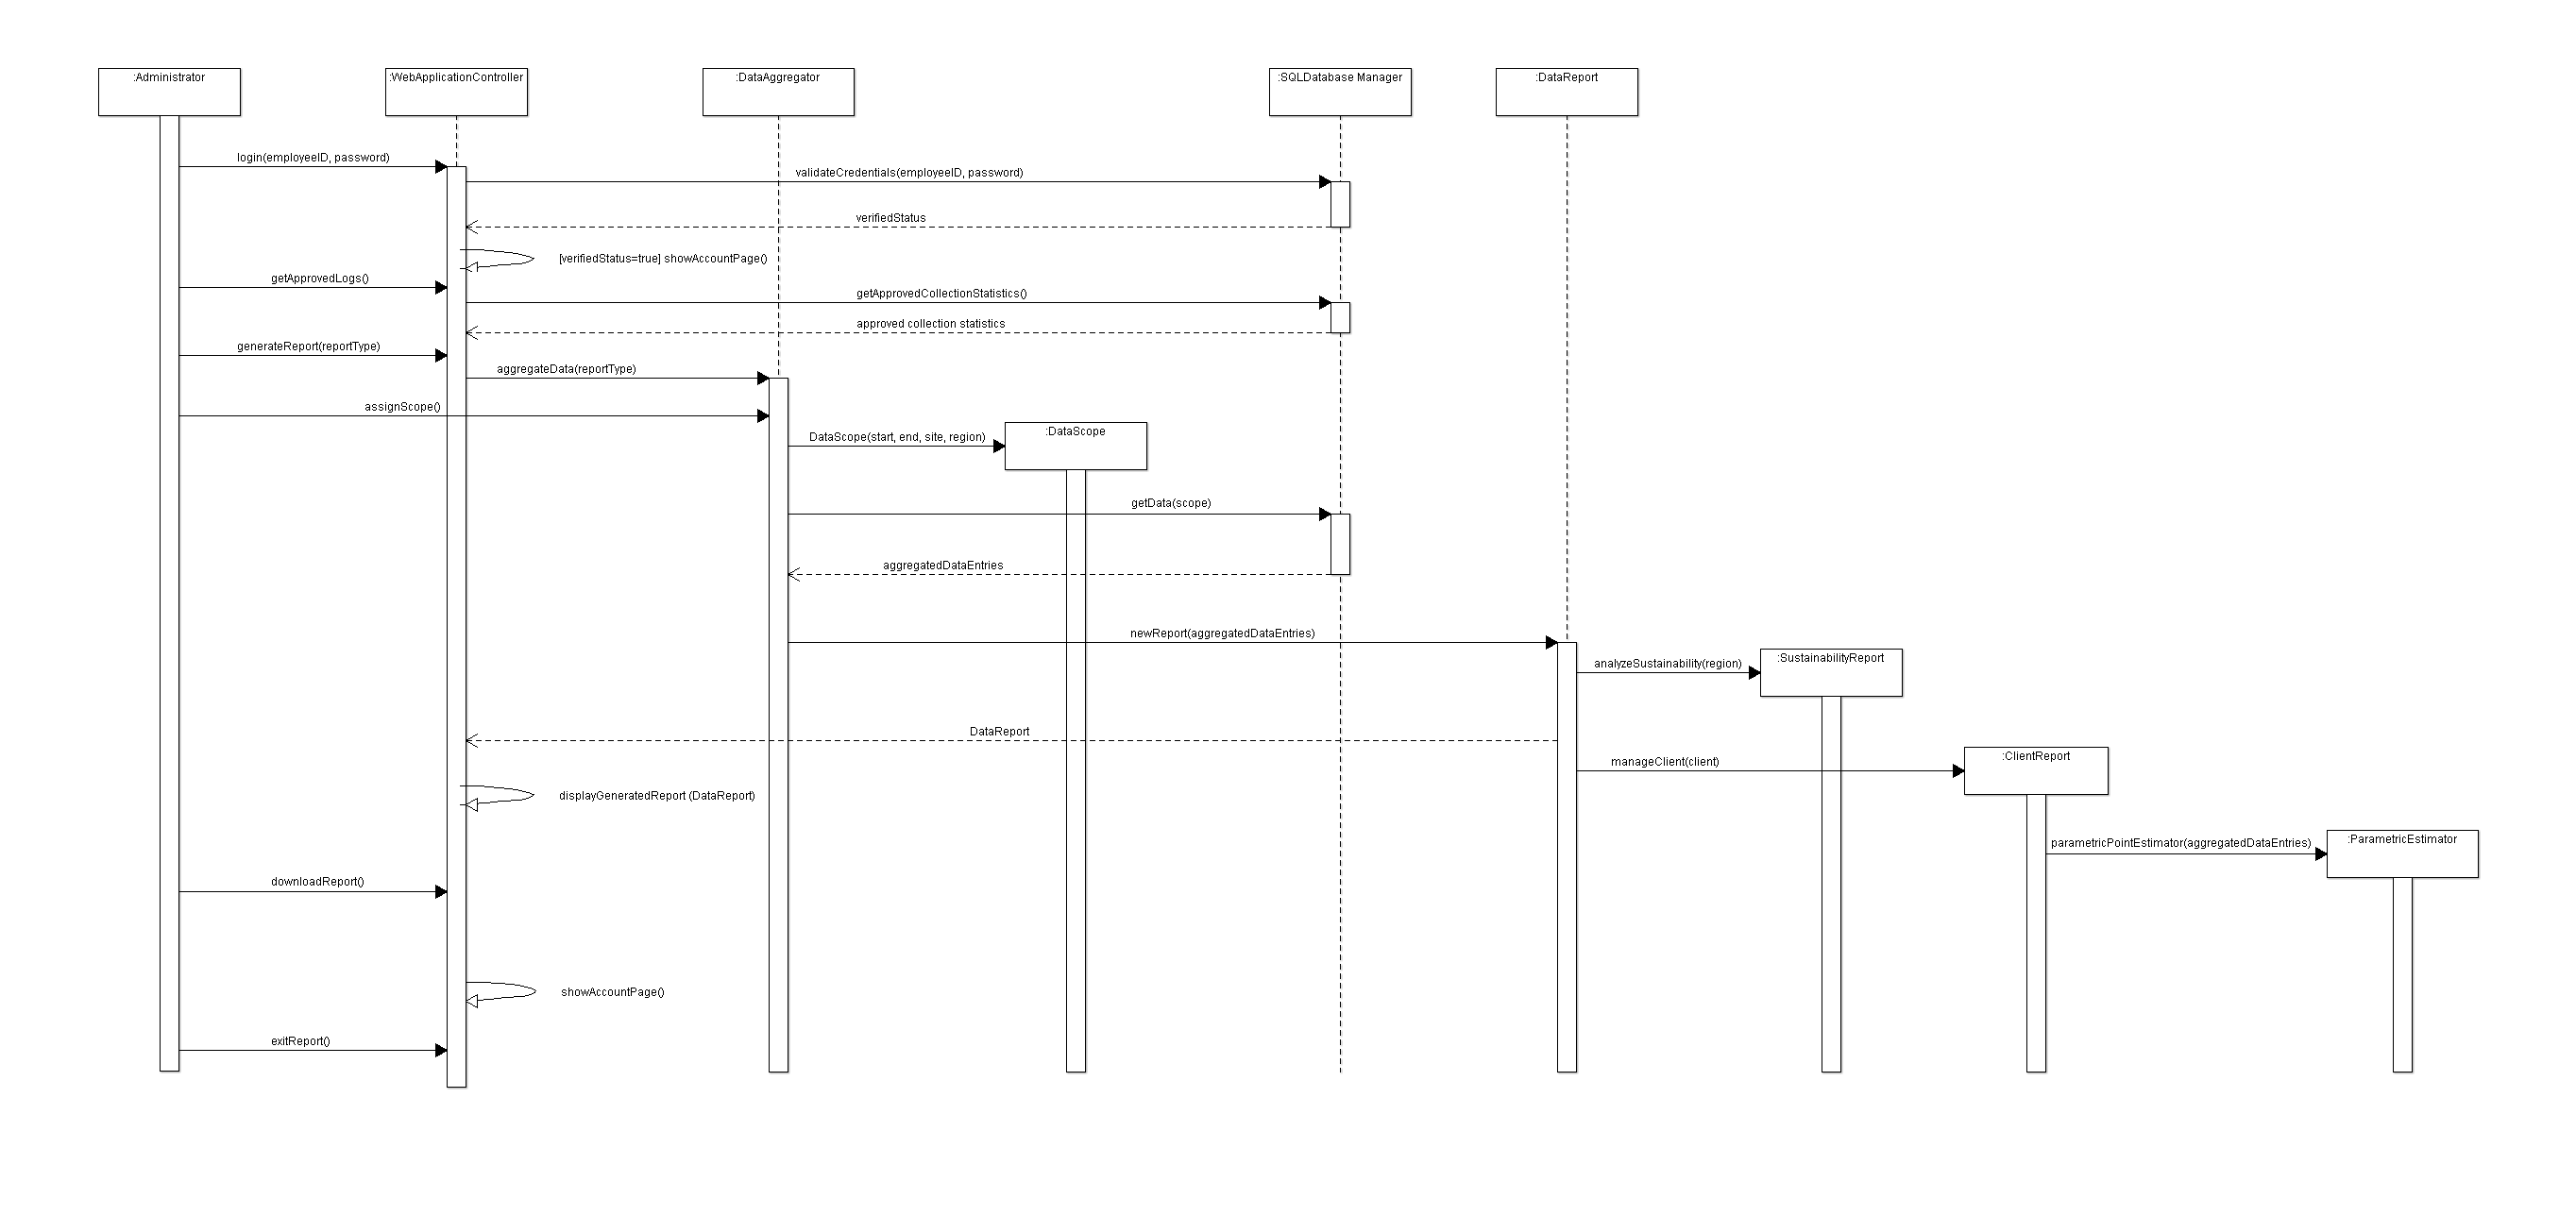 :Administrator
:WebApplicationController
:DataAggregator
:SQLDatabase Manager
:DataReport
login(employeeID, password)
validateCredentials(employeeID, password)
verifiedStatus
[verifiedStatus=true] showAccountPage()
getApprovedLogs()
getApprovedCollectionStatistics()
approved collection statistics
generateReport(reportType)
aggregateData(reportType)
assignScope()
:DataScope
DataScope(start, end, site, region)
getData(scope)
aggregatedDataEntries
newReport(aggregatedDataEntries)
:SustainabilityReport
analyzeSustainability(region)
DataReport
:ClientReport
manageClient(client)
displayGeneratedReport (DataReport)
:ParametricEstimator
parametricPointEstimator(aggregatedDataEntries)
downloadReport()
showAccountPage()
exitReport()